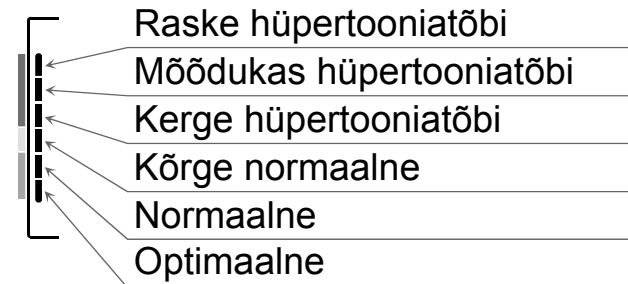 Raske hüpertooniatõbi
Mõõdukas hüpertooniatõbi
Kerge hüpertooniatõbi
Kõrge normaalne
Normaalne
Optimaalne